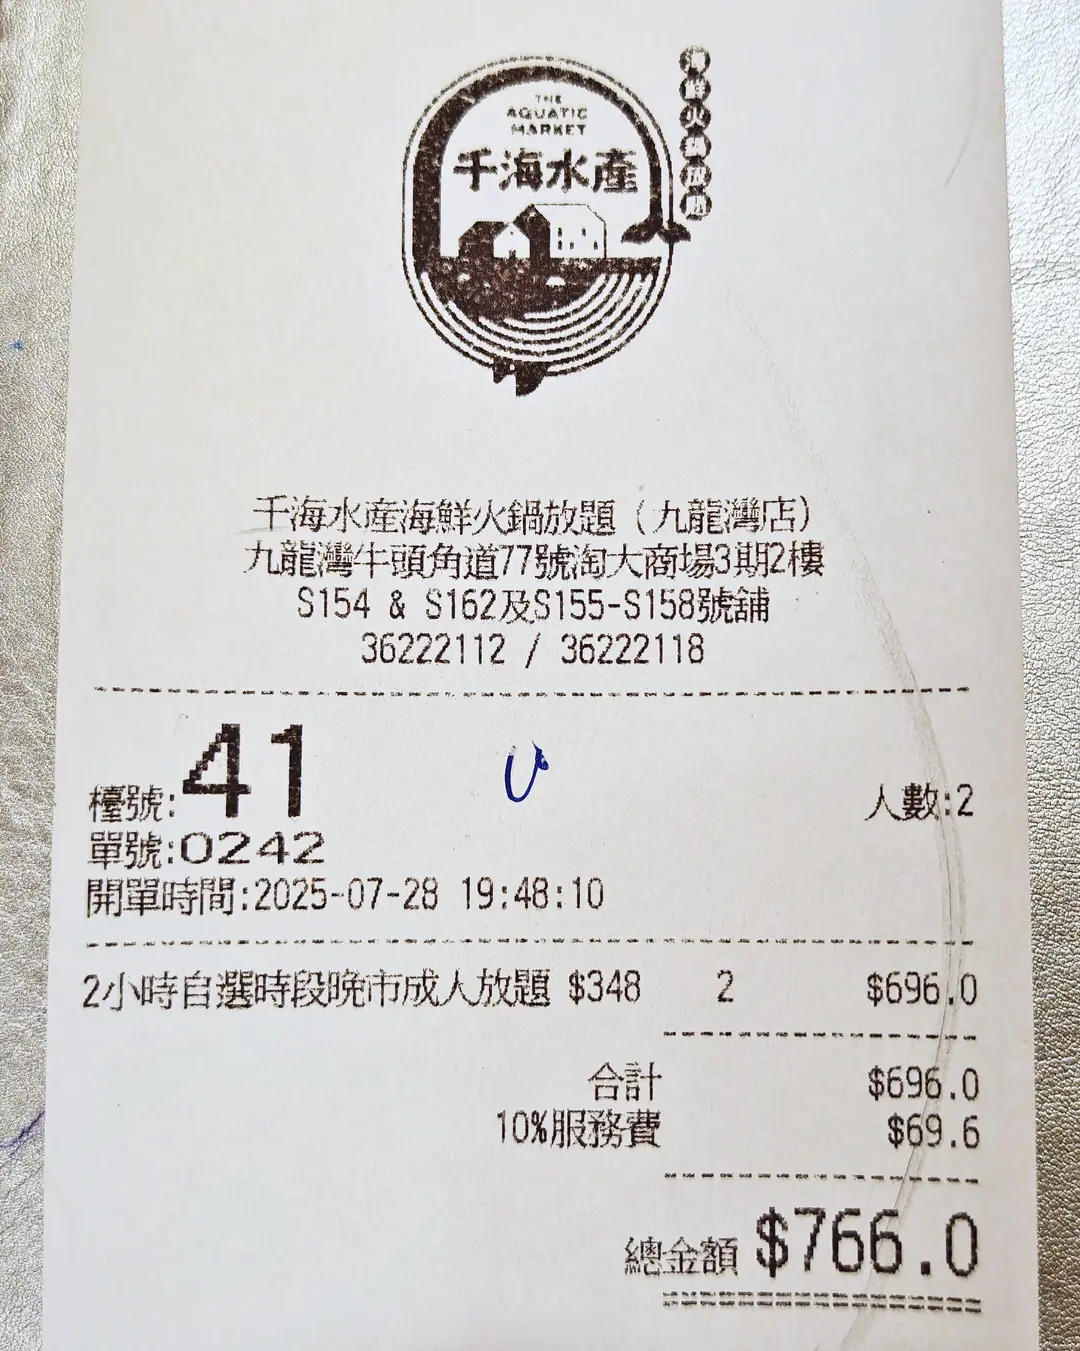 THE
AQUATIC
MARKET
千海水產
海鮮火鍋放題
千海水産海鮮火鍋放題（九龍灣店）
九龍灣牛頭角道77號淘大商場3期2樓
S154 & S162及S155-S158號舖
36222112 / 36222118
檯號:41 人數:2
單號:0242
開單時間:2025-07-28 19:48:10
2小時自選時段晚市成人放題 $348 2 $696.0
合計 $696.0
10%服務費 $69.6
總金額 $766.0